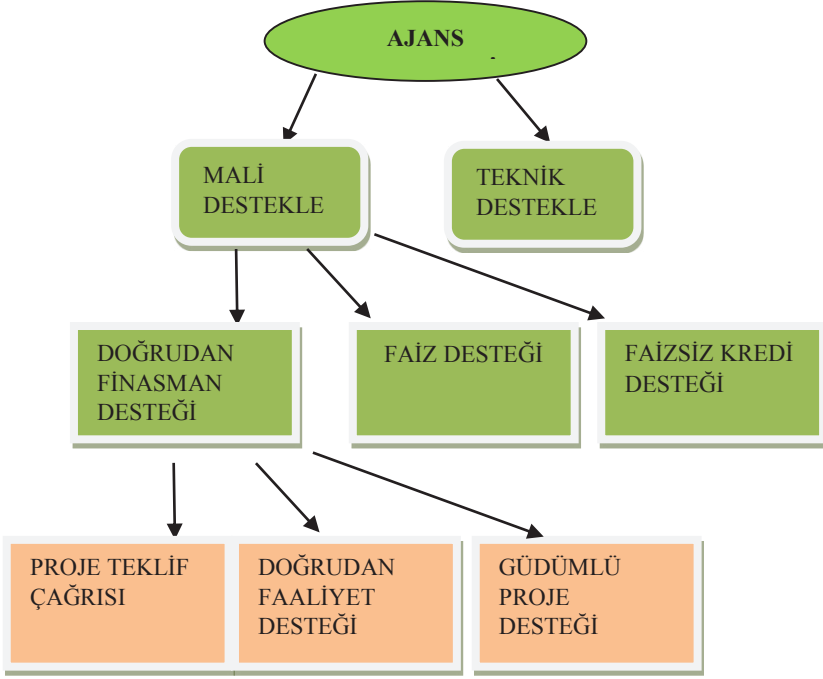 AJANS
-
MALİ
DESTEKLE
TEKNİK
DESTEKLE
DOĞRUDAN
FİNASMAN
DESTEĞİ
FAİZ DESTEĞİ
FAİZSİZ KREDİ
DESTEĞİ
PROJE TEKLİF
ÇAĞRISI
DOĞRUDAN
FAALİYET
DESTEĞİ
GÜDÜMLÜ
PROJE
DESTEĞİ